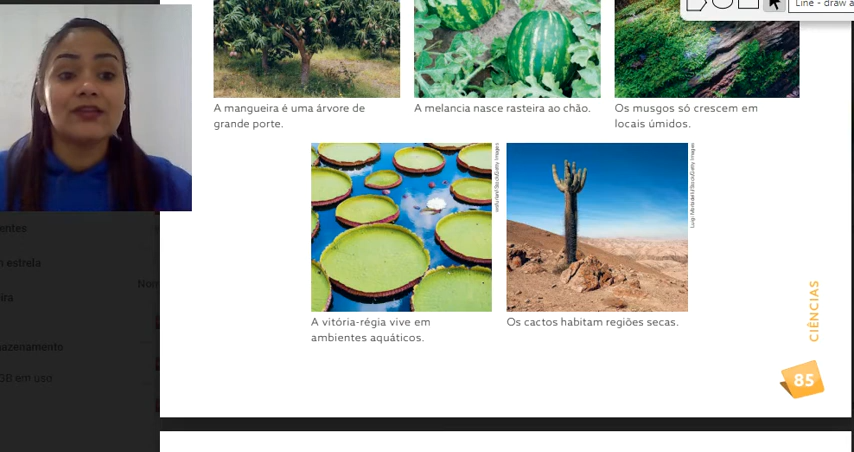 Line - draw a
A mangueira é uma árvore de
grande porte.
A melancia nasce rasteira ao chão.
Os musgos só crescem em
locais úmidos.
A vitória-régia vive em
ambientes aquáticos.
Os cactos habitam regiões secas.
CIÊNCIAS
85
entes
estrela
Nom
ira
azenamento
GB em uso